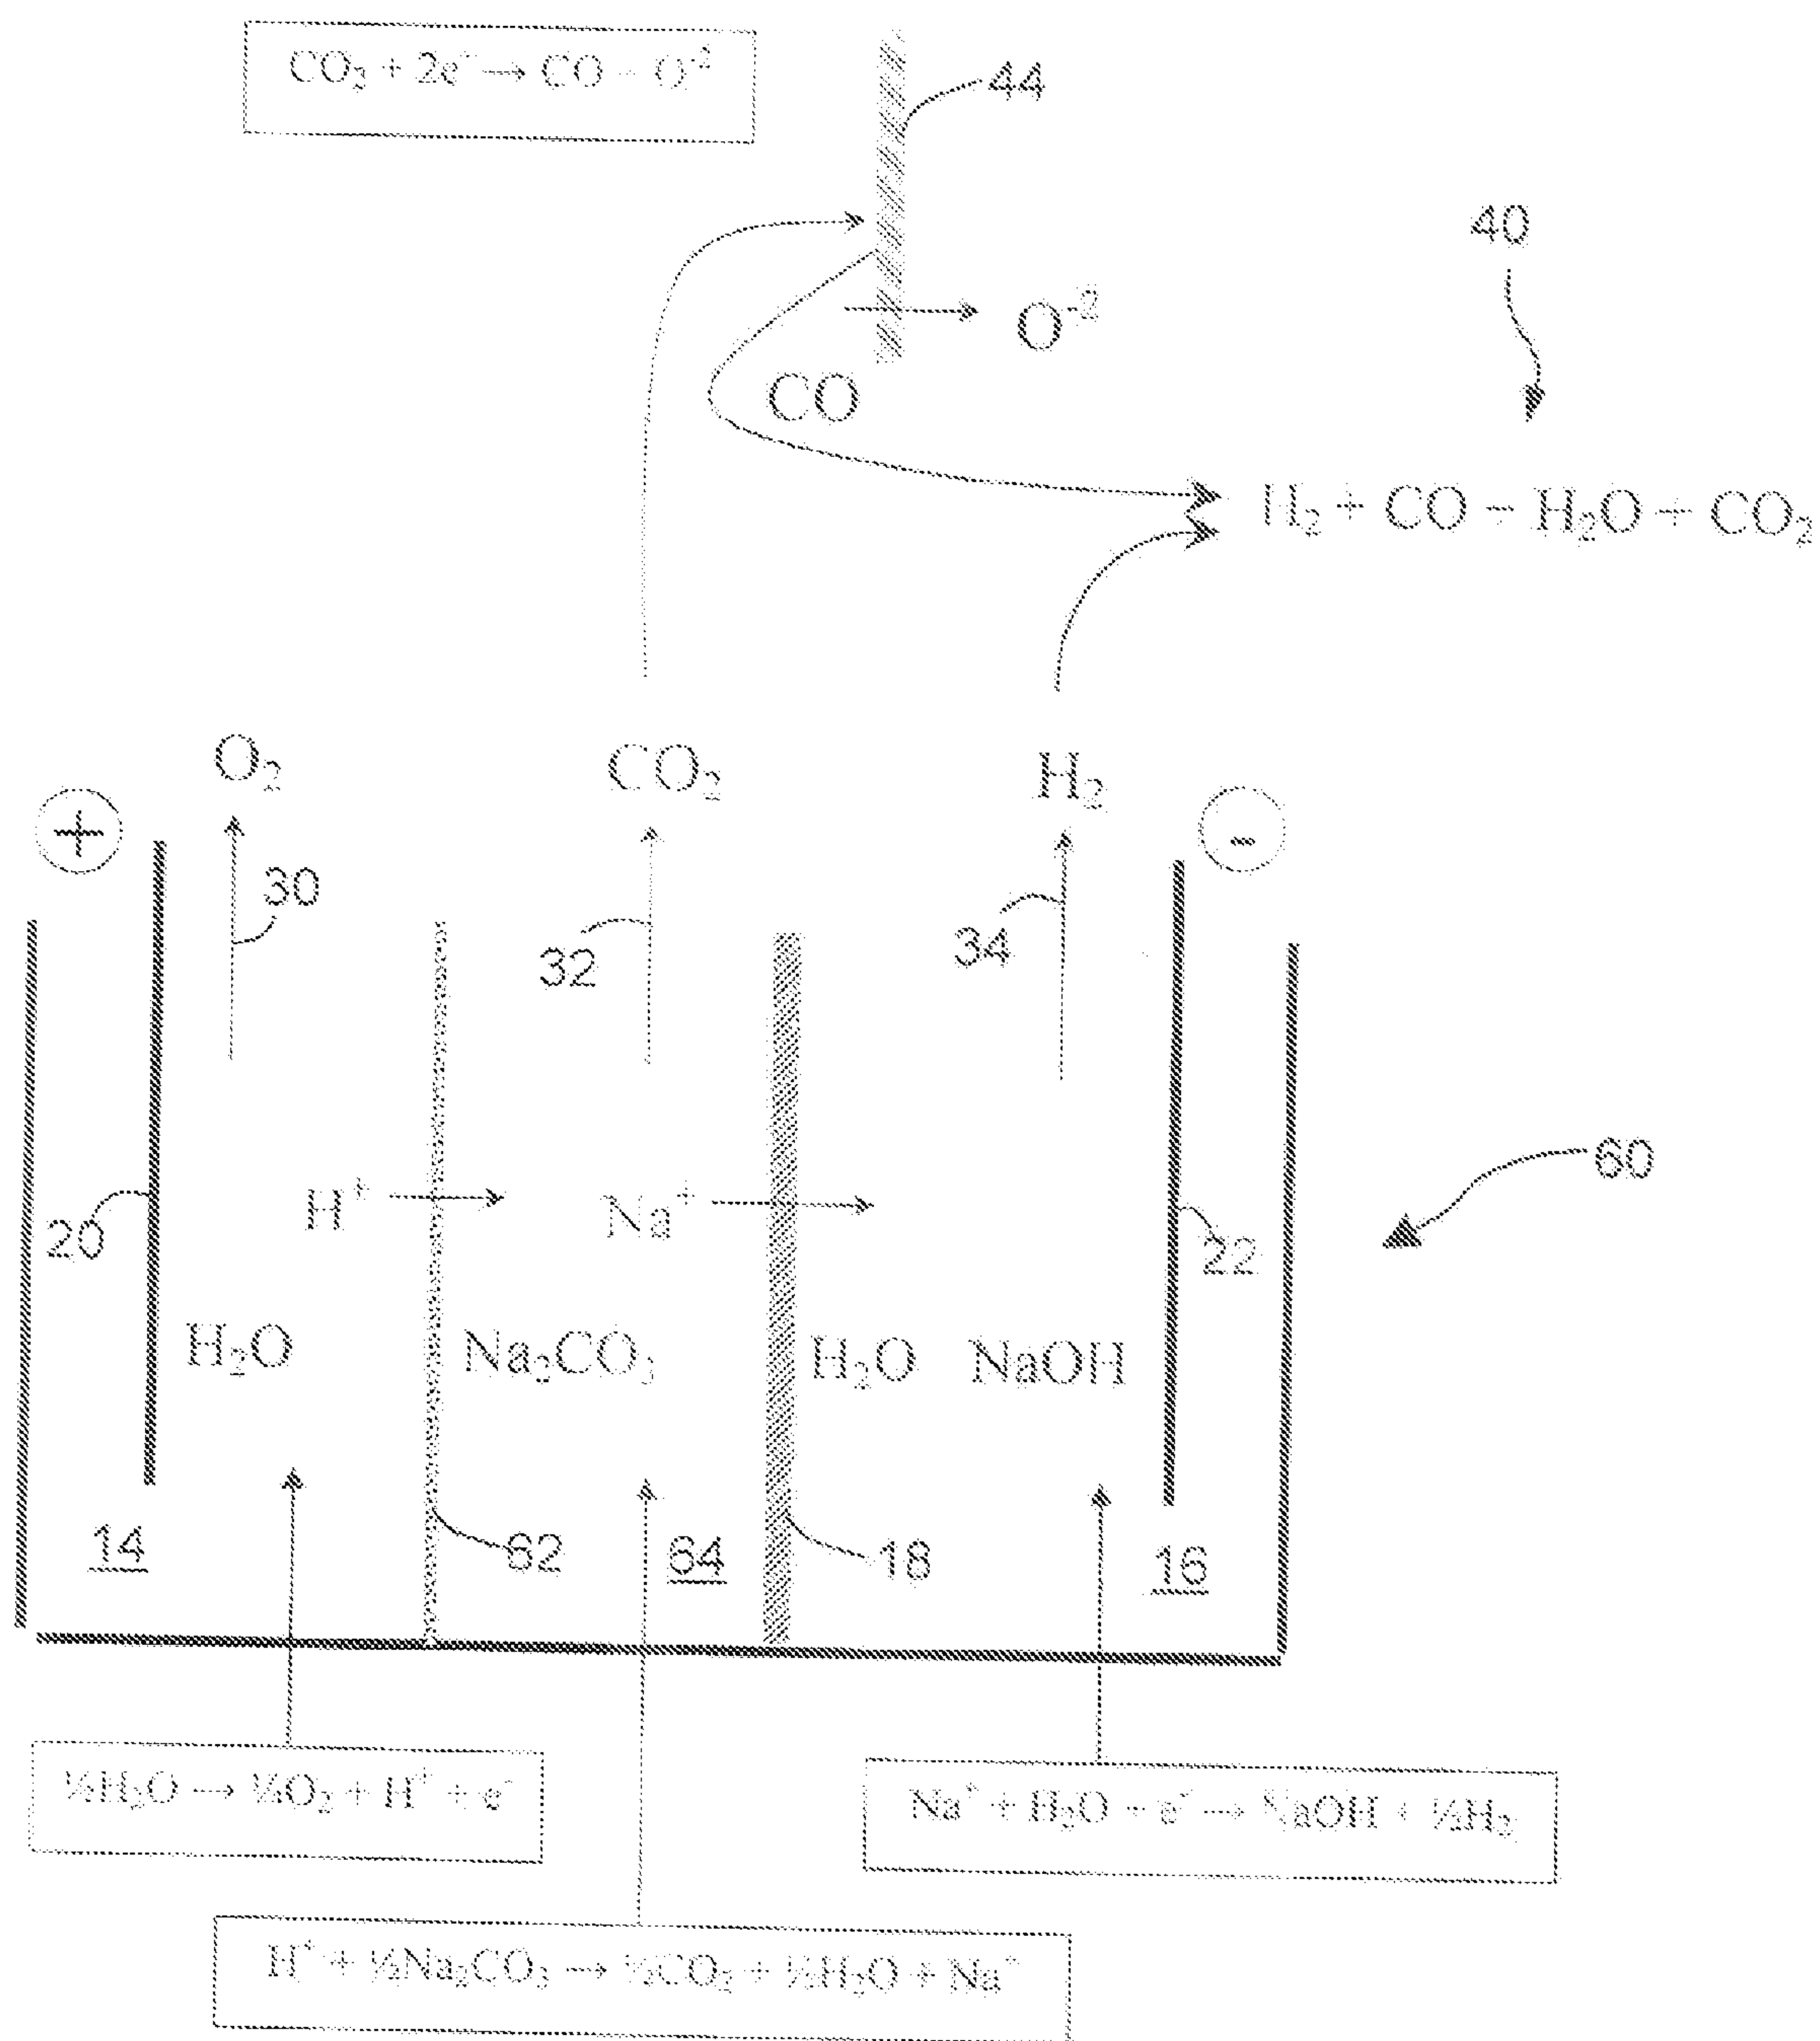 CO₂ + 2e⁻ → CO + O⁻²
44
40
O⁻²
CO
H₂ + CO + H₂O + CO₂
O₂
CO₂
H₂
+
-
30
32
34
60
H⁺
Na⁺
20
22
H₂O
Na₂CO₃
H₂O
NaOH
14
62
64
18
16
½H₂O → ¼O₂ + H⁺ + e⁻
Na⁺ + H₂O + e⁻ → NaOH + ½H₂
H⁺ + ½Na₂CO₃ → ½CO₂ + ½H₂O + Na⁺